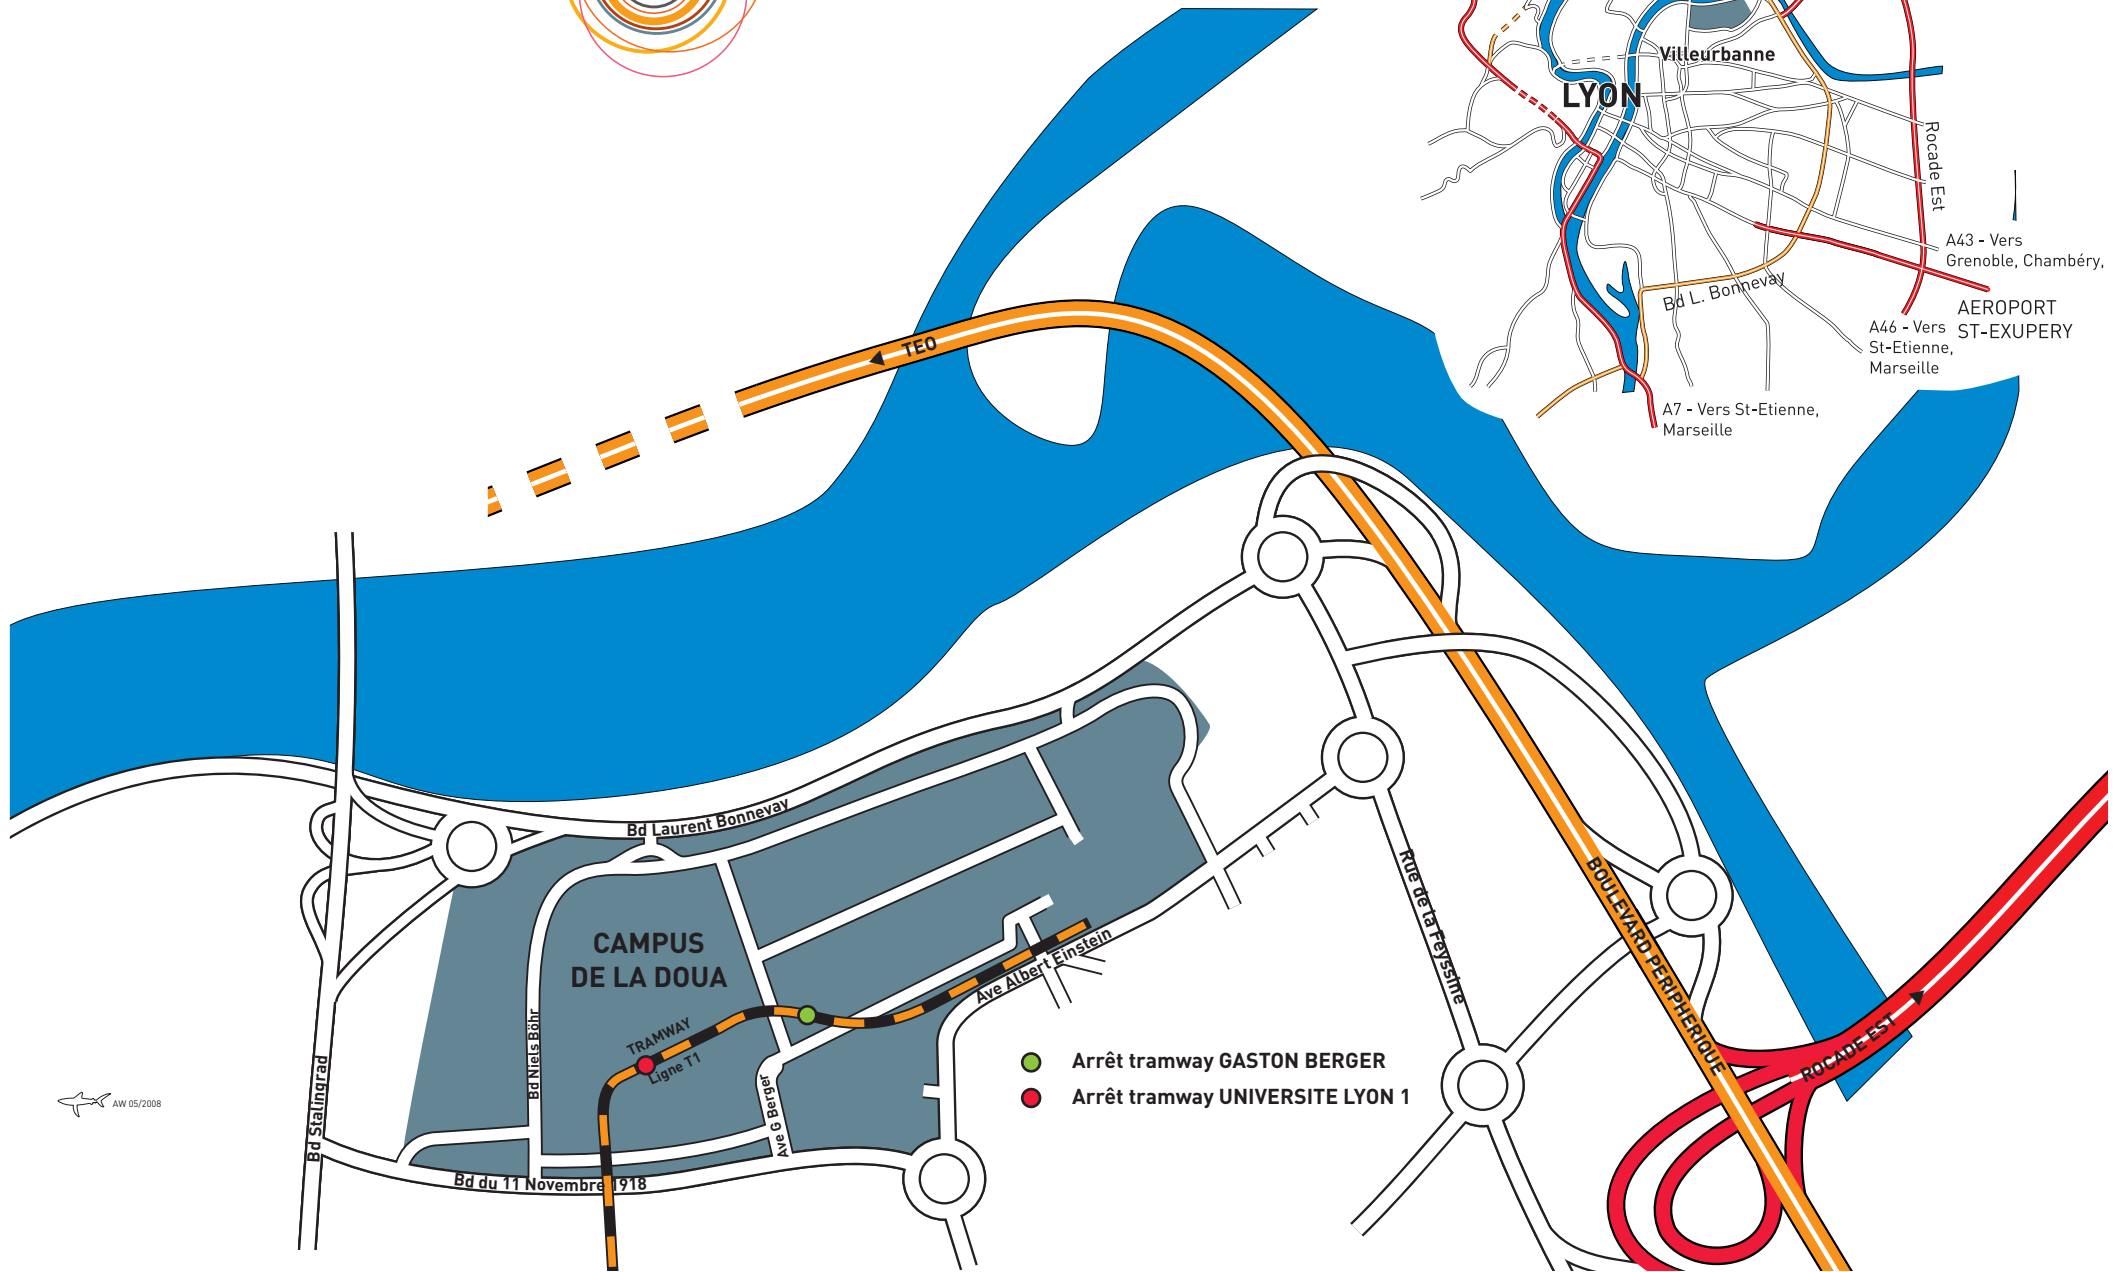 Villeurbanne
LYON
Rocade Est
A43 - Vers
Grenoble, Chambéry,
Bd L. Bonnevay
AEROPORT
ST-EXUPERY
A46 - Vers
St-Etienne,
Marseille
A7 - Vers St-Etienne,
Marseille
TEO
Bd Laurent Bonnevay
Rue de la Feyssine
BOULEVARD PERIPHERIQUE
CAMPUS
DE LA DOUA
Ave Albert Einstein
Bd Niels Böhr
TRAMWAY
Ligne T1
ROCADE EST
Arrêt tramway GASTON BERGER
Arrêt tramway UNIVERSITE LYON 1
Ave G Berger
Bd Stalingrad
AW 05/2008
Bd du 11 Novembre 1918